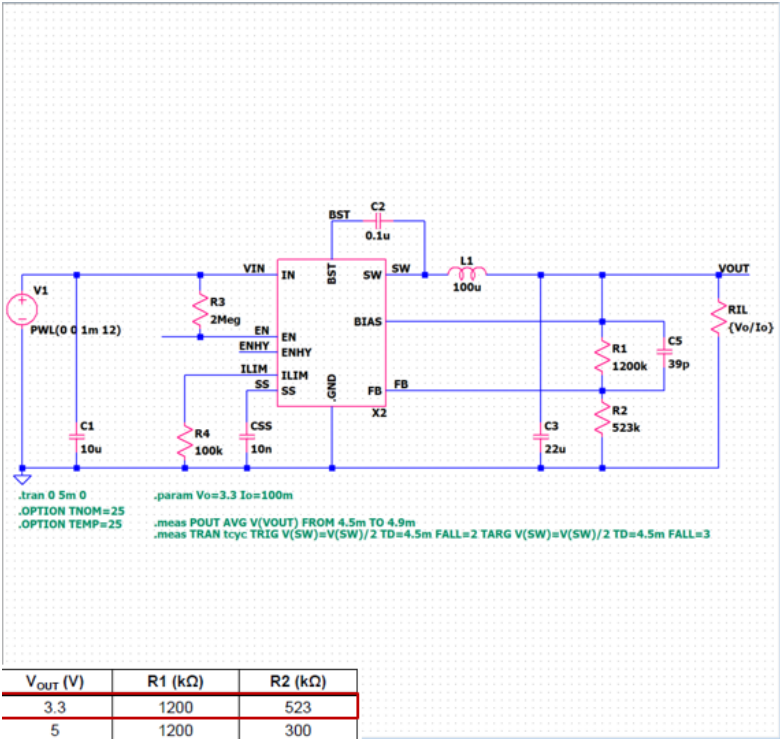 C2
BST
0.1u
VIN
IN
BST
SW
SW
L1
100u
VOUT
V1
PWL(0 0 1m 12)
R3
2Meg
EN
EN
ENHY
ENHY
ILIM
ILIM
SS
SS
.GND
BIAS
FB
FB
X2
RIL
{Vo/Io}
R1
1200k
C5
39p
R2
523k
C1
10u
R4
100k
CSS
10n
C3
22u
.tran 0 5m 0
.OPTION TNOM=25
.OPTION TEMP=25
.param Vo=3.3 Io=100m
.meas POUT AVG V(VOUT) FROM 4.5m TO 4.9m
.meas TRAN tcyc TRIG V(SW)=V(SW)/2 TD=4.5m FALL=2 TARG V(SW)=V(SW)/2 TD=4.5m FALL=3
VOUT (V) R1 (kΩ) R2 (kΩ)
3.3 1200 523
5 1200 300